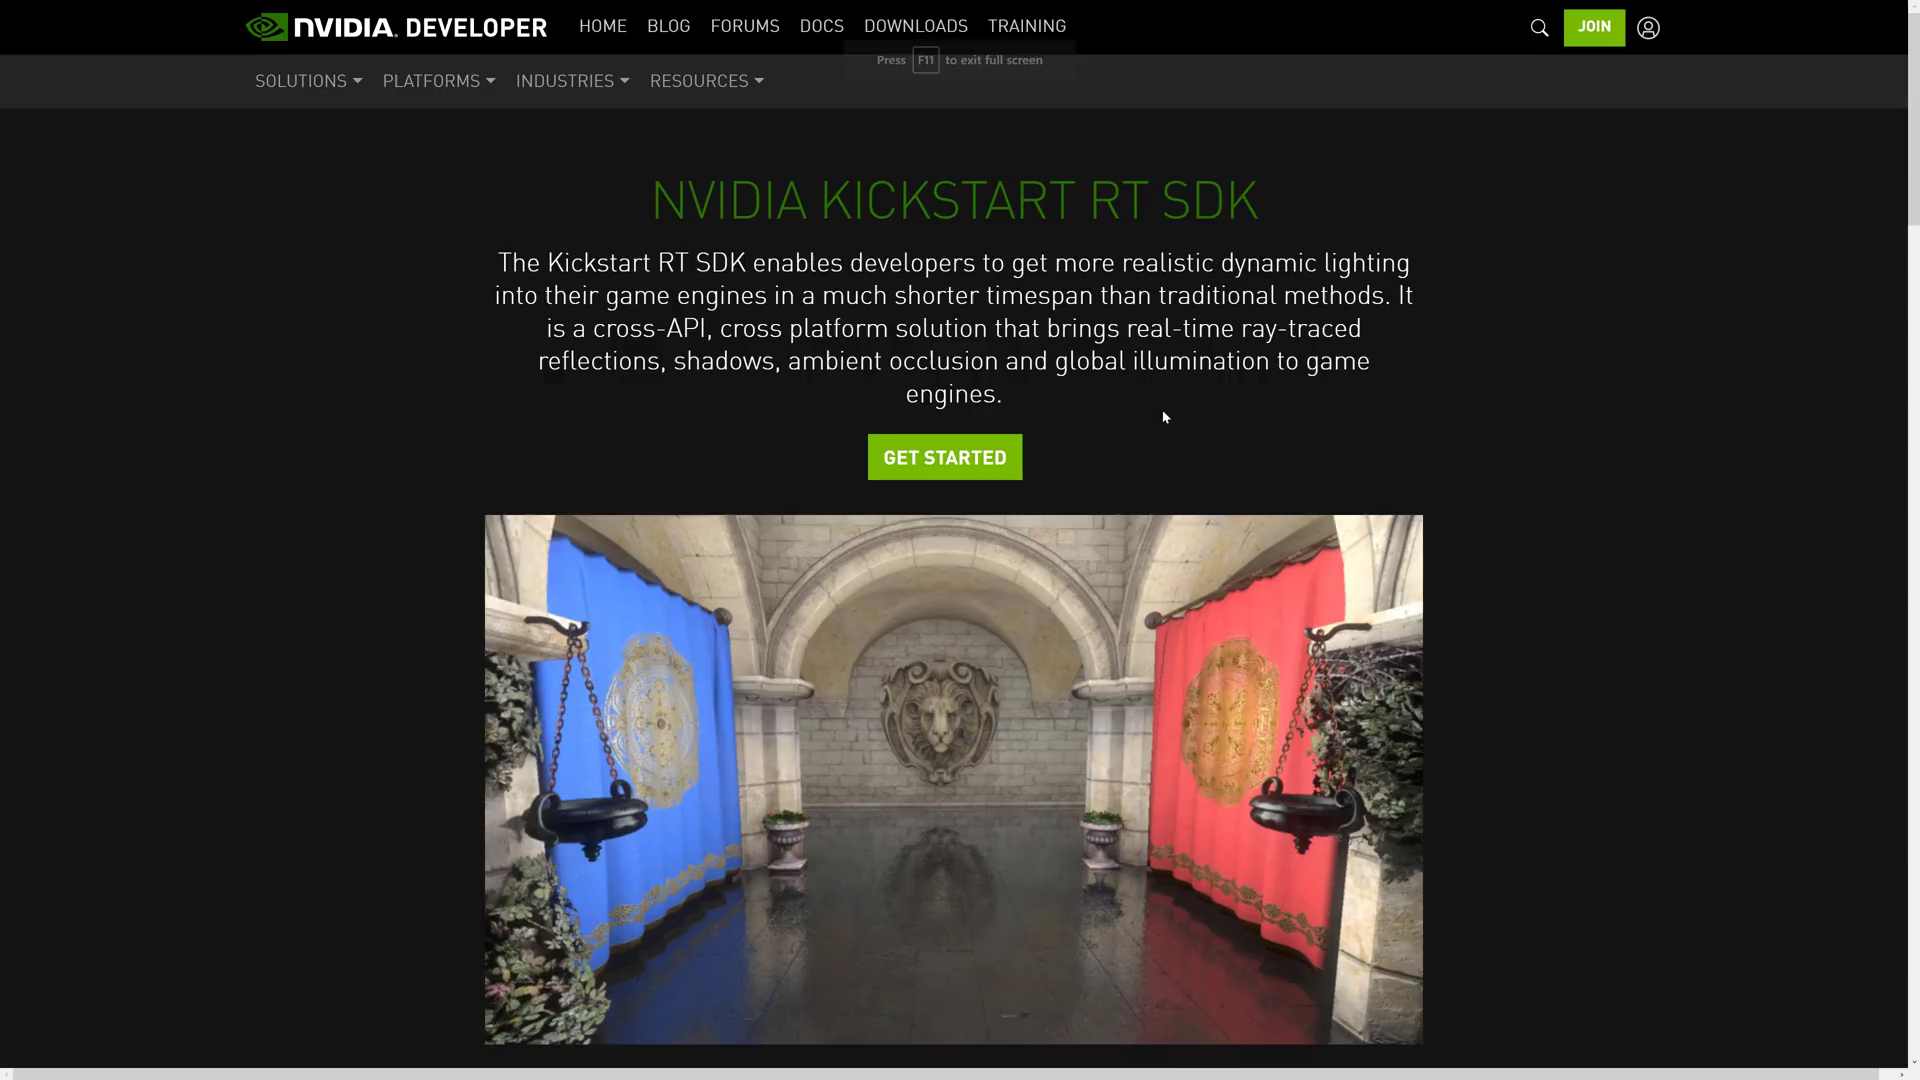 NVIDIA. DEVELOPER HOME BLOG FORUMS DOCS DOWNLOADS TRAINING JOIN
Press F11 to exit full screen
SOLUTIONS PLATFORMS INDUSTRIES RESOURCES
NVIDIA KICKSTART RT SDK
The Kickstart RT SDK enables developers to get more realistic dynamic lighting
into their game engines in a much shorter timespan than traditional methods. It
is a cross-API, cross platform solution that brings real-time ray-traced
reflections, shadows, ambient occlusion and global illumination to game
engines.
GET STARTED